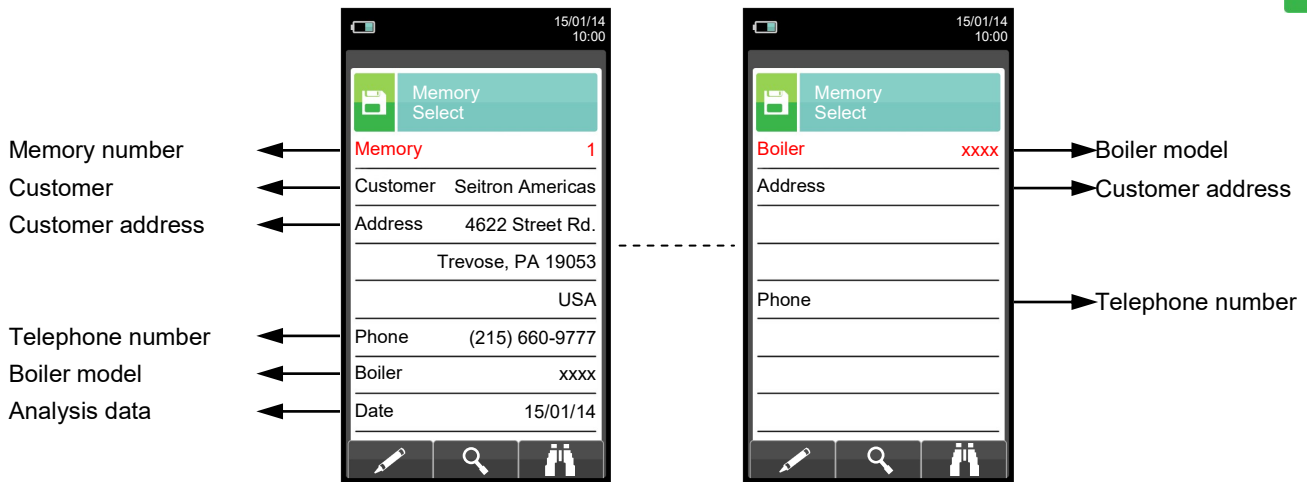 15/01/14
10:00
Memory
Select
Memory number
Memory 1
Customer
Customer Seitron Americas
Customer address
Address 4622 Street Rd.
Trevose, PA 19053
USA
Telephone number
Phone (215) 660-9777
Boiler model
Boiler xxxx
Analysis data
Date 15/01/14
15/01/14
10:00
Memory
Select
Boiler xxxx
Boiler model
Address
Customer address
Phone
Telephone number